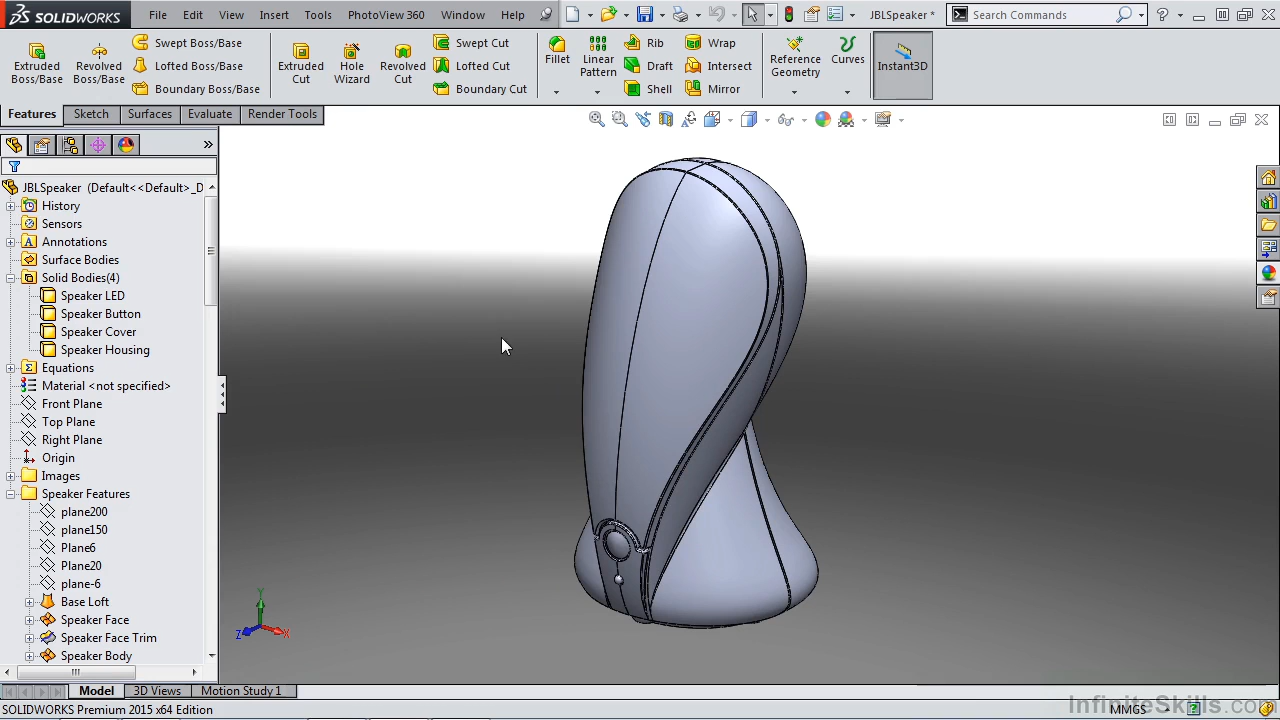 SOLIDWORKS File Edit View Insert Tools PhotoView 360 Window Help JBLSpeaker * Search Commands
Extruded Boss/Base Revolved Boss/Base Swept Boss/Base Lofted Boss/Base Boundary Boss/Base Extruded Cut Hole Wizard Revolved Cut Swept Cut Lofted Cut Boundary Cut Fillet Linear Pattern Rib Draft Shell Wrap Intersect Mirror Reference Geometry Curves Instant3D
Features Sketch Surfaces Evaluate Render Tools
JBLSpeaker (Default<<Default>_D
History
Sensors
Annotations
Surface Bodies
Solid Bodies(4)
Speaker LED
Speaker Button
Speaker Cover
Speaker Housing
Equations
Material <not specified>
Front Plane
Top Plane
Right Plane
Origin
Images
Speaker Features
plane200
plane150
Plane6
Plane20
plane-6
Base Loft
Speaker Face
Speaker Face Trim
Speaker Body
Y
Z X
Model 3D Views Motion Study 1
SOLIDWORKS Premium 2015 x64 Edition MMGS
InfiniteSkills.com